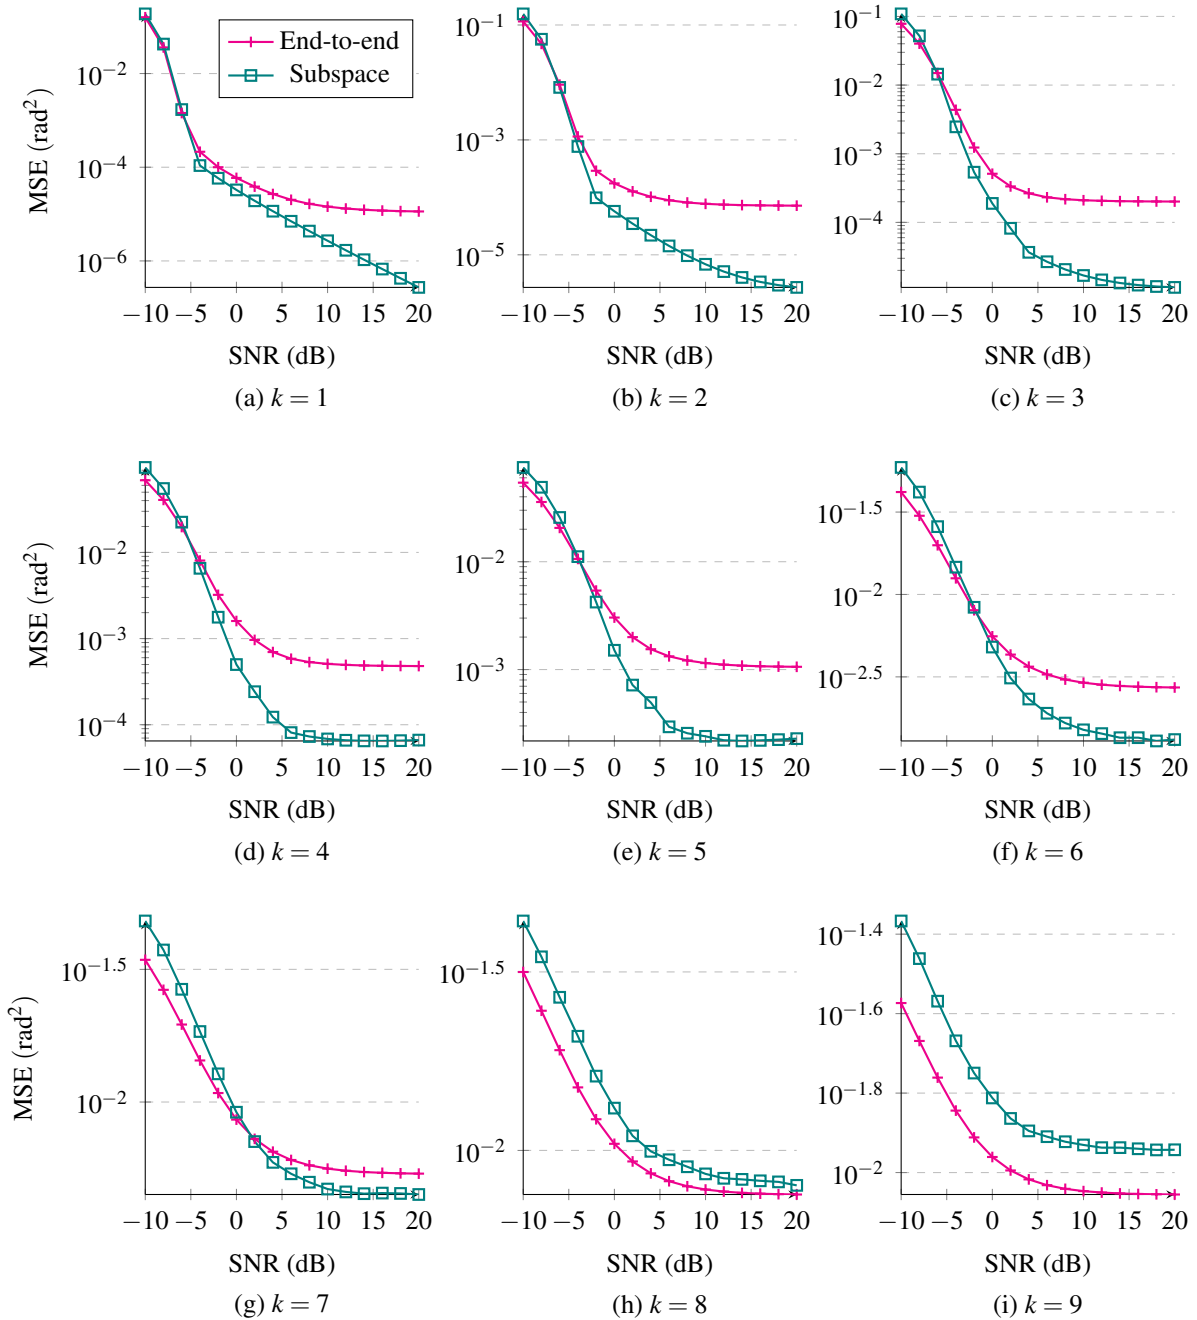 End-to-end
Subspace
10^−2
10^−4
10^−6
MSE (rad^2)
−10 −5 0 5 10 15 20
SNR (dB)
(a) k = 1
10^−1
10^−3
10^−5
−10 −5 0 5 10 15 20
SNR (dB)
(b) k = 2
10^−1
10^−2
10^−3
10^−4
−10 −5 0 5 10 15 20
SNR (dB)
(c) k = 3
10^−2
10^−3
10^−4
MSE (rad^2)
−10 −5 0 5 10 15 20
SNR (dB)
(d) k = 4
10^−2
10^−3
−10 −5 0 5 10 15 20
SNR (dB)
(e) k = 5
10^−1.5
10^−2
10^−2.5
−10 −5 0 5 10 15 20
SNR (dB)
(f) k = 6
10^−1.5
10^−2
MSE (rad^2)
−10 −5 0 5 10 15 20
SNR (dB)
(g) k = 7
10^−1.5
10^−2
−10 −5 0 5 10 15 20
SNR (dB)
(h) k = 8
10^−1.4
10^−1.6
10^−1.8
10^−2
−10 −5 0 5 10 15 20
SNR (dB)
(i) k = 9